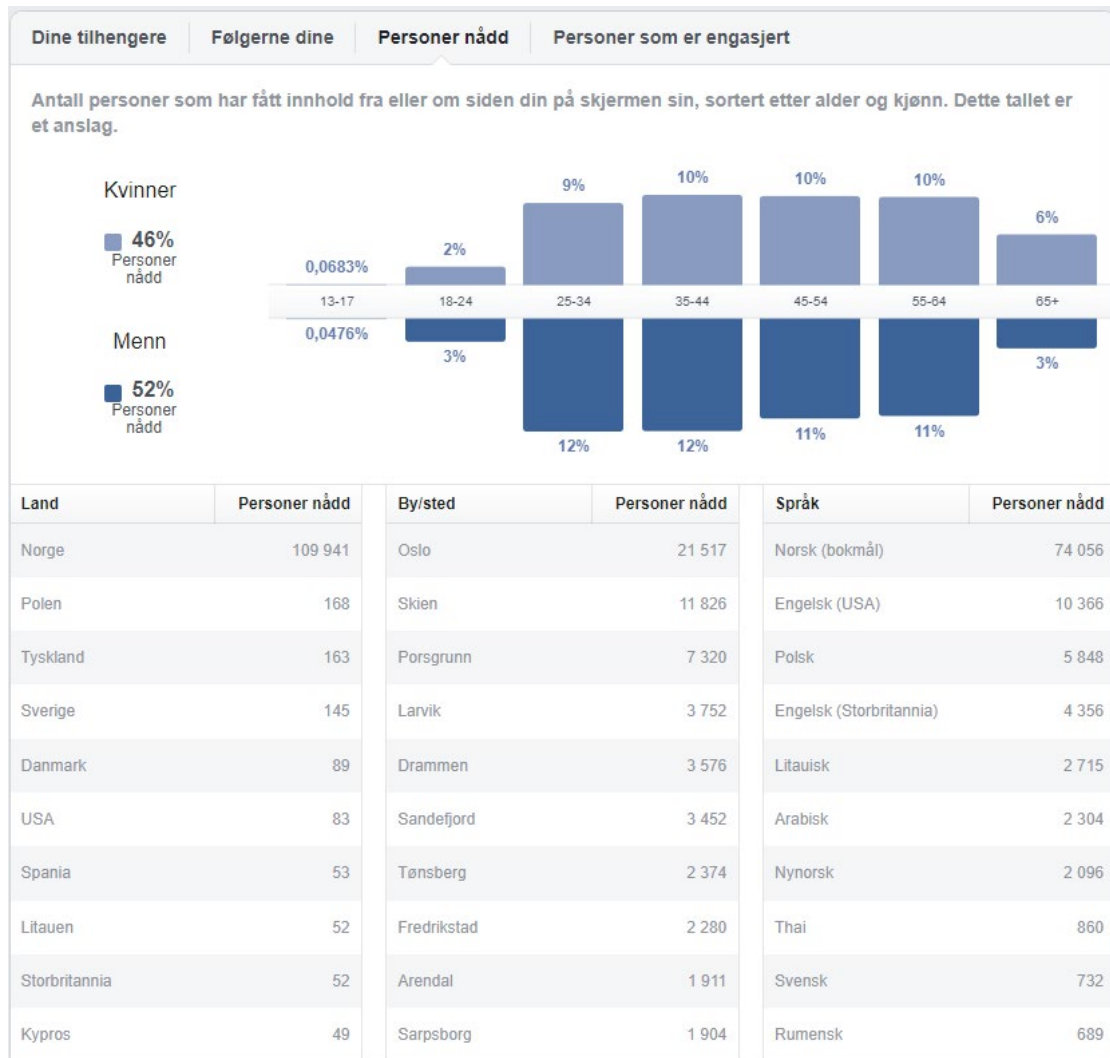 Dine tilhengere Følgerne dine Personer nådd Personer som er engasjert
Antall personer som har fått innhold fra eller om siden din på skjermen sin, sortert etter alder og kjønn. Dette tallet er
et anslag.
Kvinner
46%
Personer
nådd
0,0683% 2% 9% 10% 10% 10% 6%
13-17 18-24 25-34 35-44 45-54 55-64 65+
0,0476% 3% 12% 12% 11% 11% 3%
Menn
52%
Personer
nådd
Land Personer nådd By/sted Personer nådd Språk Personer nådd
Norge 109 941 Oslo 21 517 Norsk (bokmål) 74 056
Polen 168 Skien 11 826 Engelsk (USA) 10 366
Tyskland 163 Porsgrunn 7 320 Polsk 5 848
Sverige 145 Larvik 3 752 Engelsk (Storbritannia) 4 356
Danmark 89 Drammen 3 576 Litauisk 2 715
USA 83 Sandefjord 3 452 Arabisk 2 304
Spania 53 Tønsberg 2 374 Nynorsk 2 096
Litauen 52 Fredrikstad 2 280 Thai 860
Storbritannia 52 Arendal 1 911 Svensk 732
Kypros 49 Sarpsborg 1 904 Rumensk 689